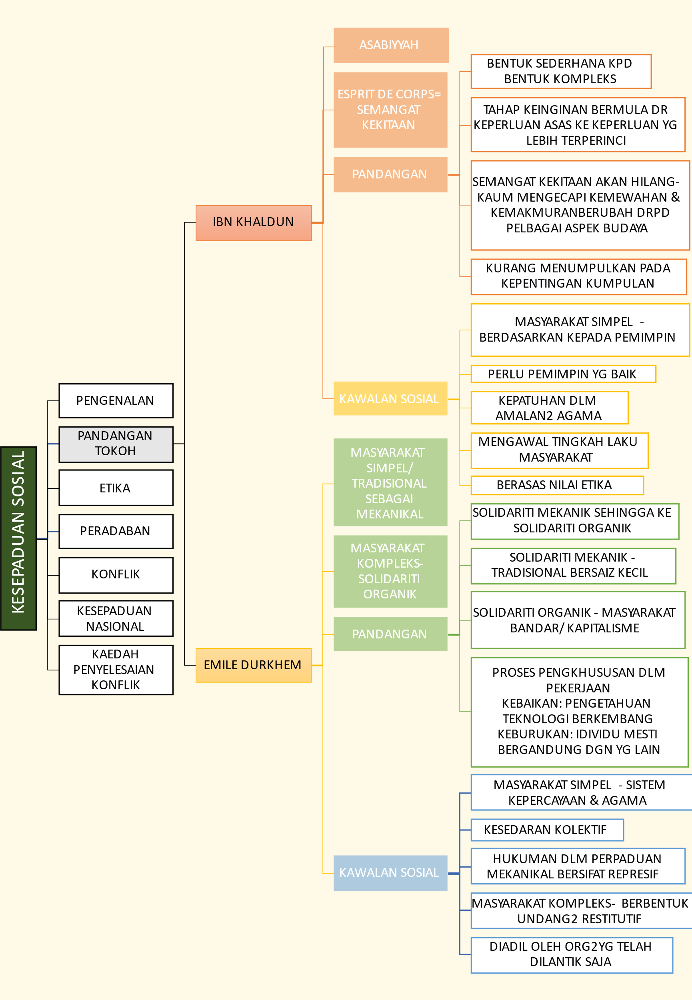 KESEPADUAN SOSIAL
PENGENALAN
PANDANGAN
TOKOH
ETIKA
PERADABAN
KONFLIK
KESEPADUAN
NASIONAL
KAEDAH
PENYELESAIAN
KONFLIK
IBN KHALDUN
ASABIYYAH
ESPRIT DE CORPS=
SEMANGAT
KEKITAAN
PANDANGAN
BENTUK SEDERHANA KPD
BENTUK KOMPLEKS
TAHAP KEINGINAN BERMULA DR
KEPERLUAN ASAS KE KEPERLUAN YG
LEBIH TERPERINCI
SEMANGAT KEKITAAN AKAN HILANG-
KAUM MENGECAPI KEMEWAHAN &
KEMAKMURANBERUBAH DRPD
PELBAGAI ASPEK BUDAYA
KURANG MENUMPULKAN PADA
KEPENTINGAN KUMPULAN
KAWALAN SOSIAL
MASYARAKAT SIMPEL -
BERDASARKAN KEPADA PEMIMPIN
PERLU PEMIMPIN YG BAIK
KEPATUHAN DLM
AMALAN2 AGAMA
MENGAWAL TINGKAH LAKU
MASYARAKAT
BERASAS NILAI ETIKA
EMILE DURKHEM
MASYARAKAT
SIMPEL/
TRADISIONAL
SEBAGAI
MEKANIKAL
MASYARAKAT
KOMPLEKS-
SOLIDARITI
ORGANIK
PANDANGAN
SOLIDARITI MEKANIK SEHINGGA KE
SOLIDARITI ORGANIK
SOLIDARITI MEKANIK -
TRADISIONAL BERSAIZ KECIL
SOLIDARITI ORGANIK - MASYARAKAT
BANDAR/ KAPITALISME
PROSES PENGKHUSUSAN DLM
PEKERJAAN
KEBAIKAN: PENGETAHUAN
TEKNOLOGI BERKEMBANG
KEBURUKAN: IDIVIDU MESTI
BERGANDUNG DGN YG LAIN
KAWALAN SOSIAL
MASYARAKAT SIMPEL - SISTEM
KEPERCAYAAN & AGAMA
KESEDARAN KOLEKTIF
HUKUMAN DLM PERPADUAN
MEKANIKAL BERSIFAT REPRESIF
MASYARAKAT KOMPLEKS- BERBENTUK
UNDANG2 RESTITUTIF
DIADIL OLEH ORG2YG TELAH
DILANTIK SAJA